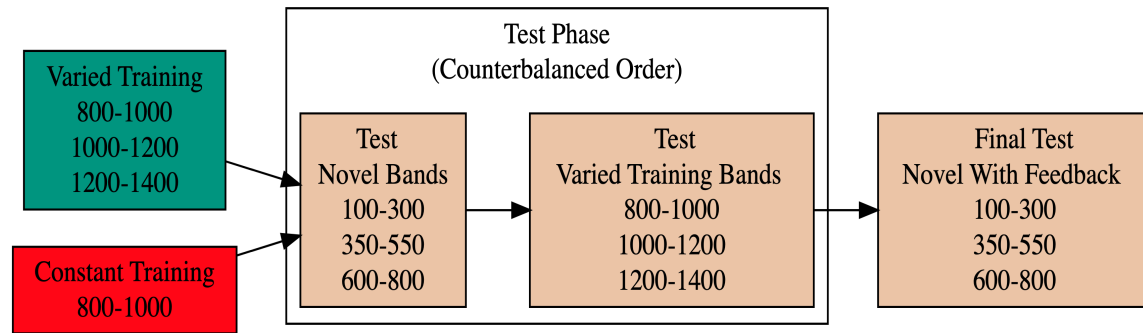 Varied Training
800-1000
1000-1200
1200-1400
Constant Training
800-1000
Test Phase
(Counterbalanced Order)
Test
Novel Bands
100-300
350-550
600-800
Test
Varied Training Bands
800-1000
1000-1200
1200-1400
Final Test
Novel With Feedback
100-300
350-550
600-800